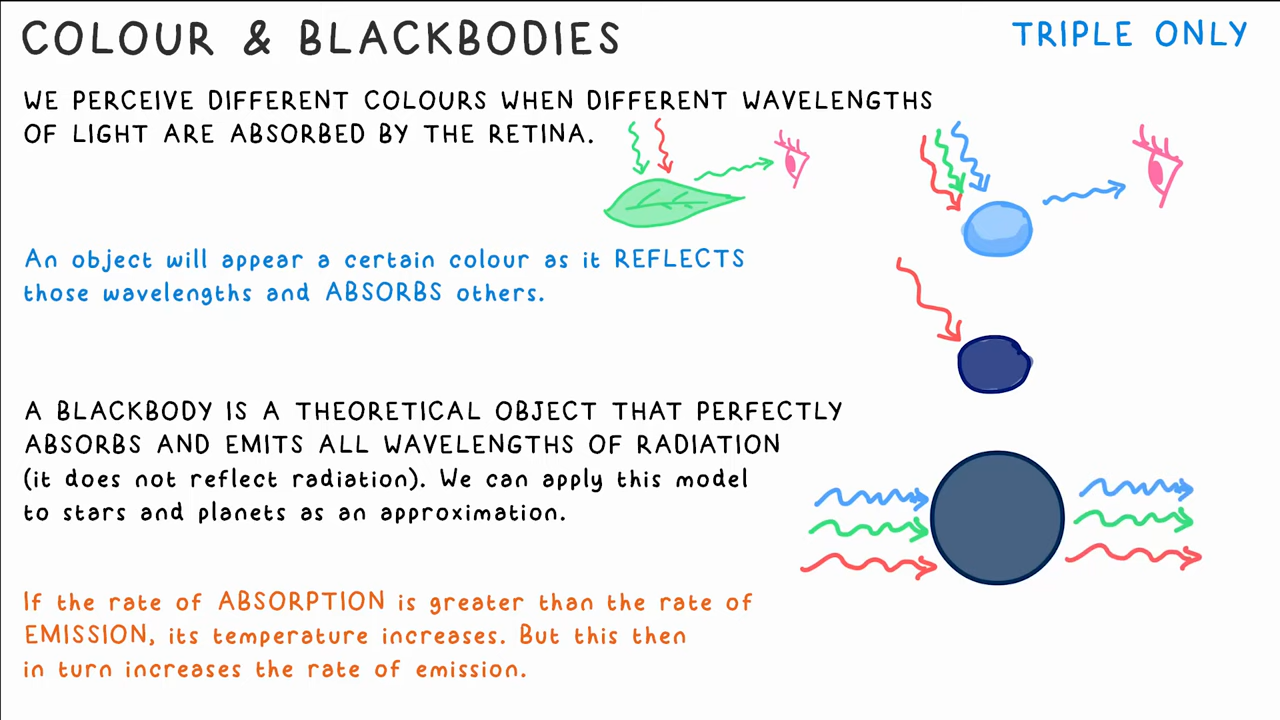 COLOUR & BLACKBODIES
TRIPLE ONLY
WE PERCEIVE DIFFERENT COLOURS WHEN DIFFERENT WAVELENGTHS
OF LIGHT ARE ABSORBED BY THE RETINA.
An object will appear a certain colour as it REFLECTS
those wavelengths and ABSORBS others.
A BLACKBODY IS A THEORETICAL OBJECT THAT PERFECTLY
ABSORBS AND EMITS ALL WAVELENGTHS OF RADIATION
(it does not reflect radiation). We can apply this model
to stars and planets as an approximation.
If the rate of ABSORPTION is greater than the rate of
EMISSION, its temperature increases. But this then
in turn increases the rate of emission.